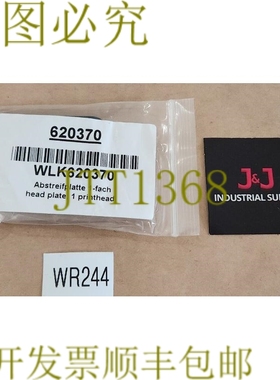 图必究
620370
WLK620370
Abstreifplatte -fach
head plate 1 printhead
JJT1368
J&J
INDUSTRIAL SU
WR244
开发票顺丰包邮